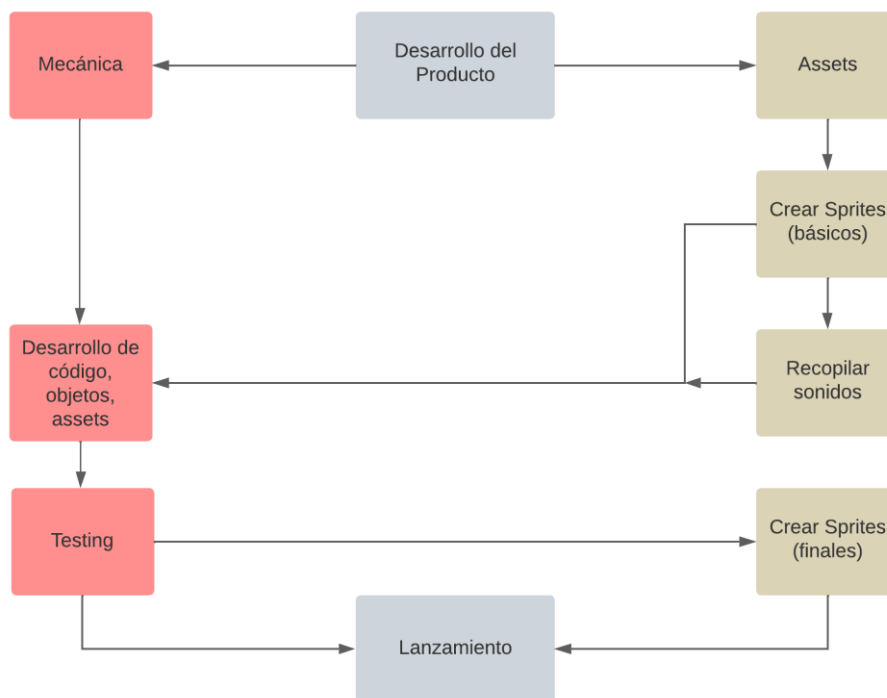 Mecánica
Desarrollo del
Producto
Assets
Crear Sprites
(básicos)
Desarrollo de
código,
objetos,
assets
Recopilar
sonidos
Testing
Crear Sprites
(finales)
Lanzamiento